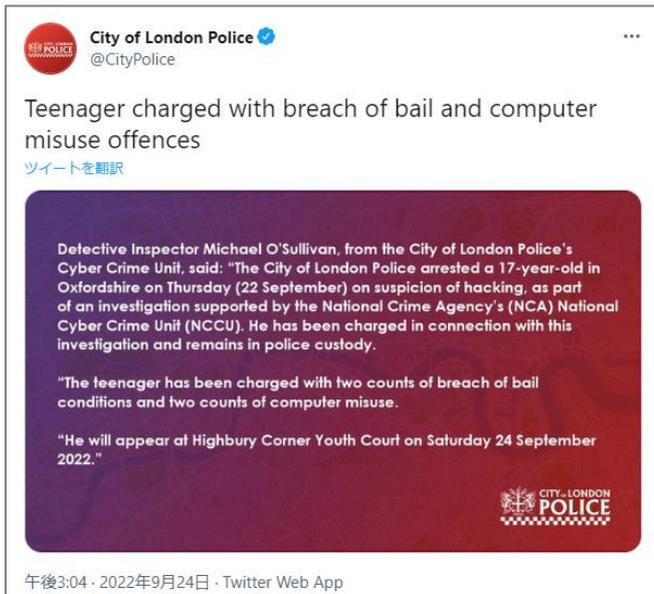 City of London Police
@CityPolice
Teenager charged with breach of bail and computer
misuse offences
ツイートを翻訳
Detective Inspector Michael O'Sullivan, from the City of London Police's
Cyber Crime Unit, said: “The City of London Police arrested a 17-year-old in
Oxfordshire on Thursday (22 September) on suspicion of hacking, as part
of an investigation supported by the National Crime Agency's (NCA) National
Cyber Crime Unit (NCCU). He has been charged in connection with this
investigation and remains in police custody.
“The teenager has been charged with two counts of breach of bail
conditions and two counts of computer misuse.
“He will appear at Highbury Corner Youth Court on Saturday 24 September
2022.”
CITY OF LONDON
POLICE
午後3:04 · 2022年9月24日 · Twitter Web App